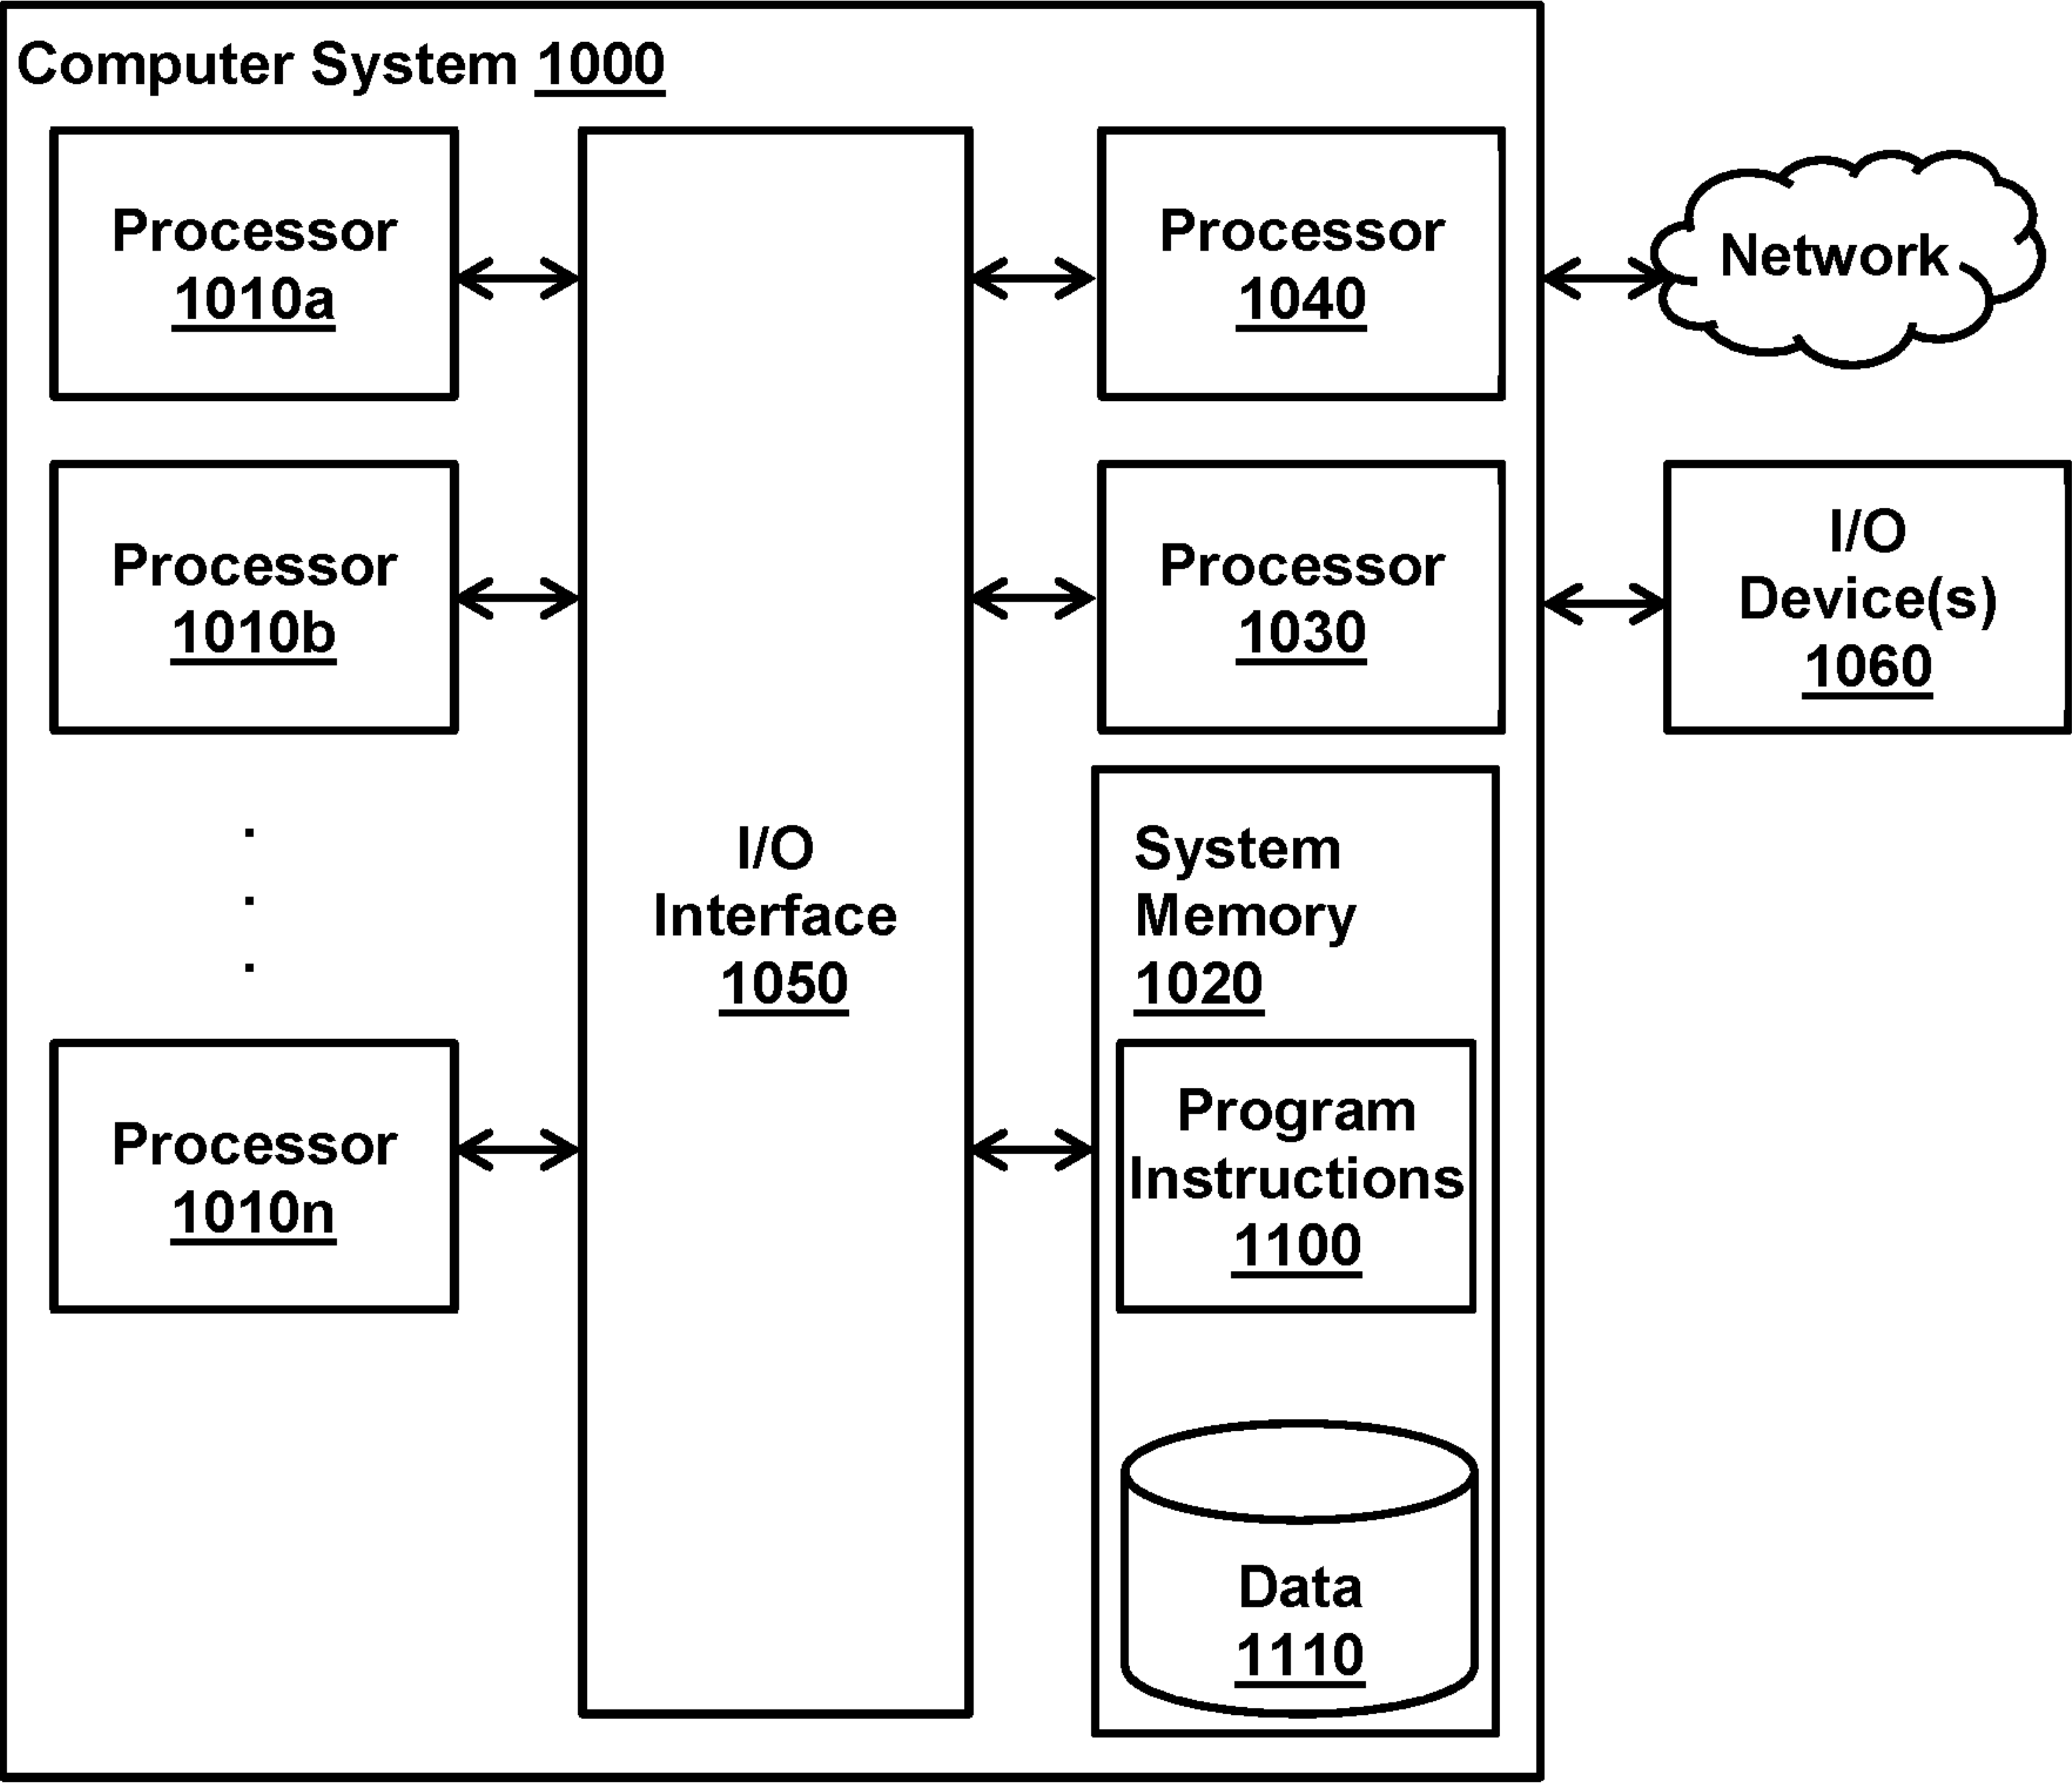 Computer System 1000
Processor
1010a
Processor
1010b
.
.
.
Processor
1010n
I/O
Interface
1050
Processor
1040
Processor
1030
System
Memory
1020
Program
Instructions
1100
Data
1110
Network
I/O
Device(s)
1060